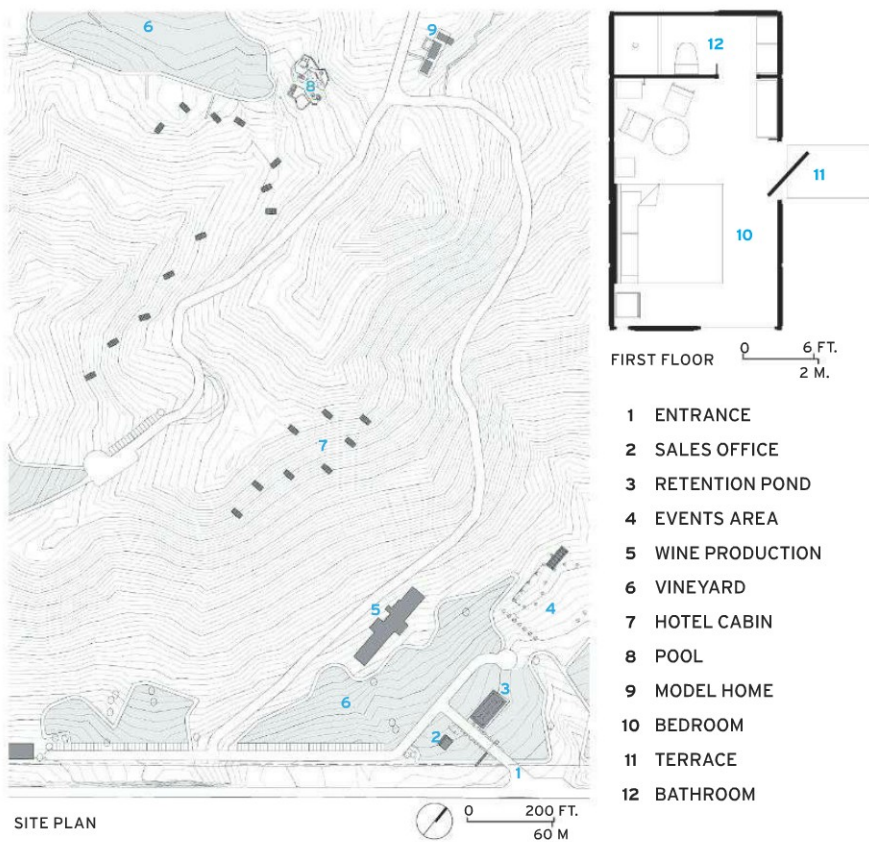 6
9
8
7
5
4
6
3
2
1
SITE PLAN
0 200 FT.
60 M
12
11
10
FIRST FLOOR
0 6 FT.
2 M.
1 ENTRANCE
2 SALES OFFICE
3 RETENTION POND
4 EVENTS AREA
5 WINE PRODUCTION
6 VINEYARD
7 HOTEL CABIN
8 POOL
9 MODEL HOME
10 BEDROOM
11 TERRACE
12 BATHROOM